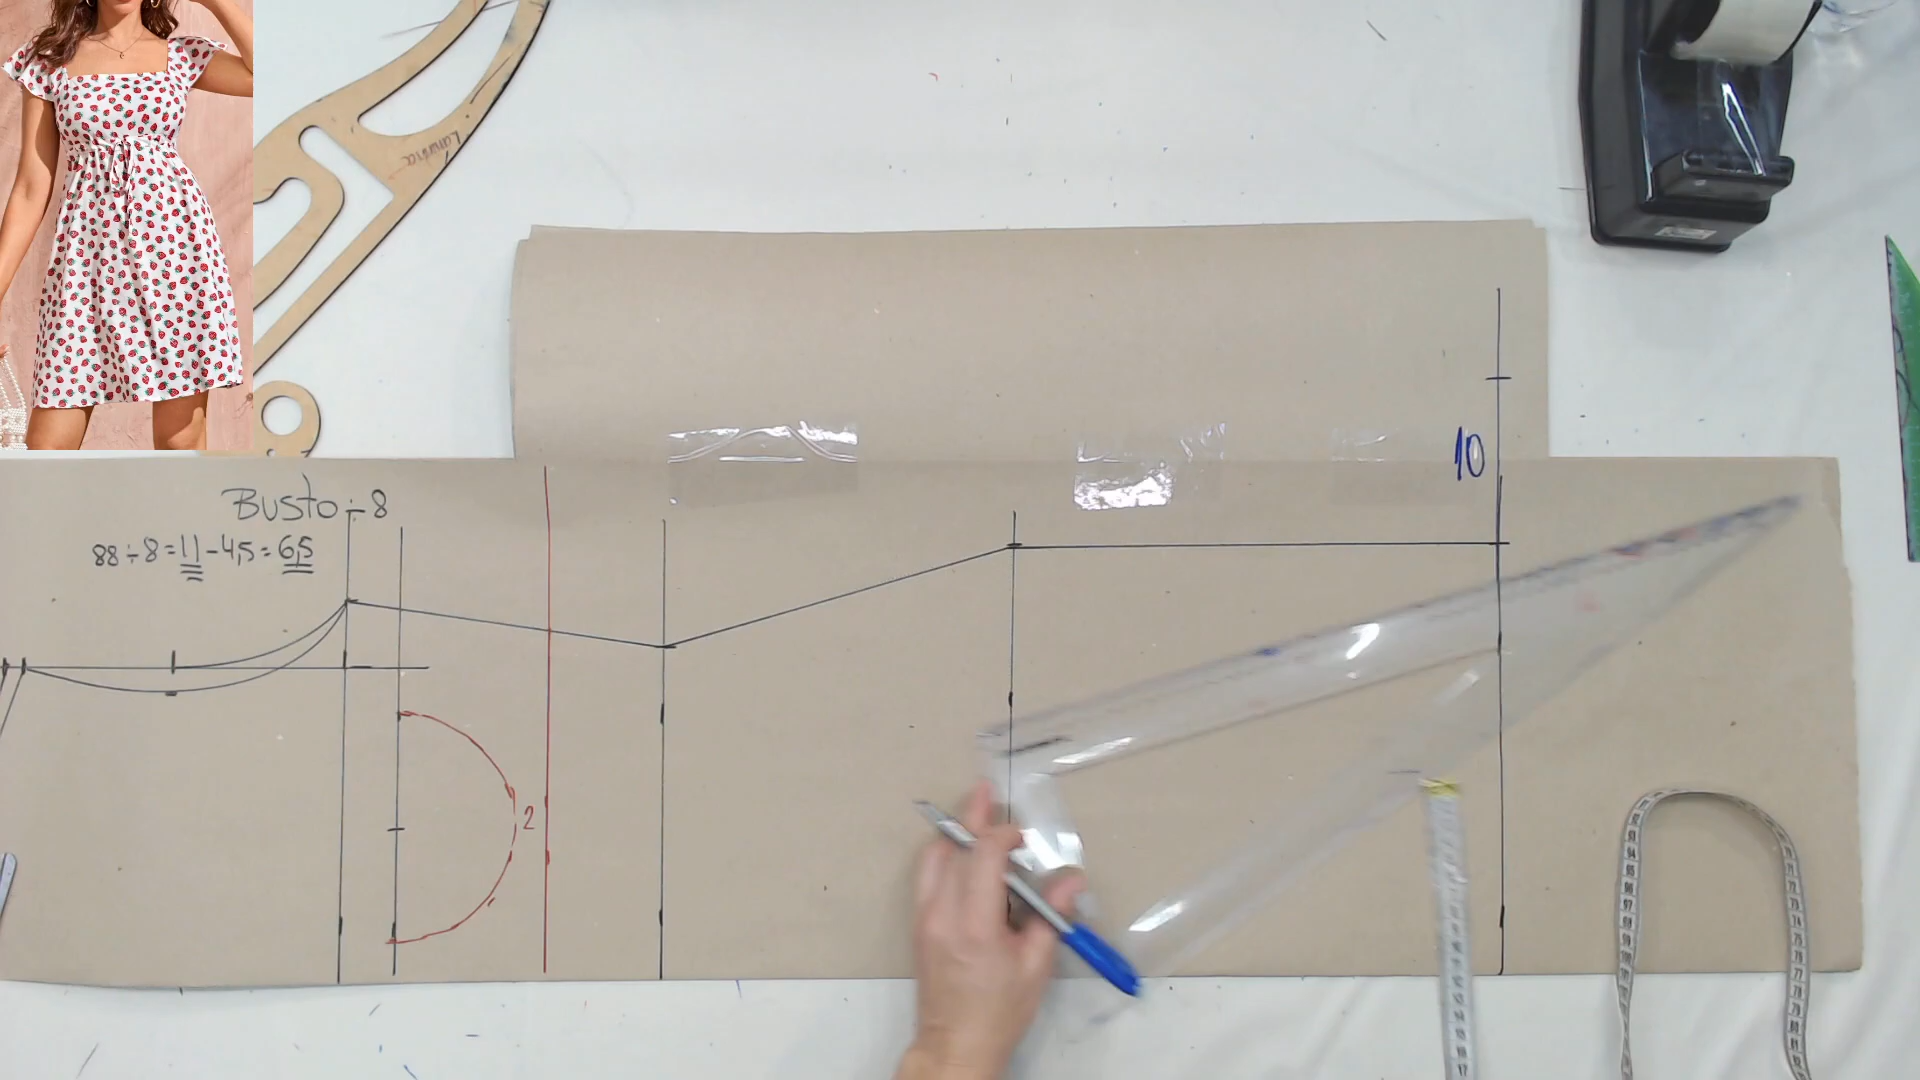 Busto ÷ 8
88 ÷ 8 = 11 - 4,5 = 6,5
2
10